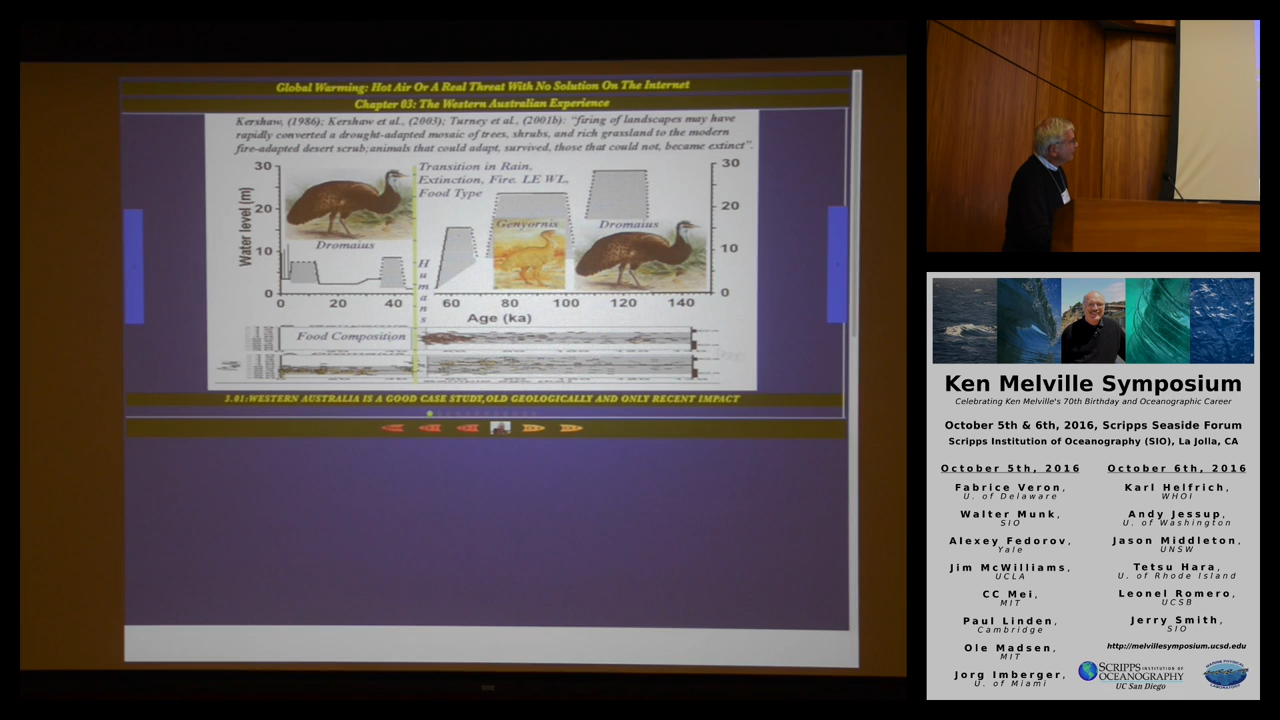 Global Warming: Hot Air Or A Real Threat With No Solution On The Internet
Chapter 03: The Western Australian Experience
Kershaw, (1986); Kershaw et al., (2003); Turney et al., (2001b): “firing of landscapes may have
rapidly converted a drought-adapted mosaic of trees, shrubs, and rich grassland to the modern
fire-adapted desert scrub;animals that could adapt, survived, those that could not, became extinct”.
Transition in Rain,
Extinction, Fire. LE WL,
Food Type
Water level (m)
30
20
10
0
30
20
10
0
Dromaius
Genyornis
Dromaius
Humans
0 20 40 60 80 100 120 140
Age (ka)
Food Composition
3.01:WESTERN AUSTRALIA IS A GOOD CASE STUDY,OLD GEOLOGICALLY AND ONLY RECENT IMPACT
Ken Melville Symposium
Celebrating Ken Melville's 70th Birthday and Oceanographic Career
October 5th & 6th, 2016, Scripps Seaside Forum
Scripps Institution of Oceanography (SIO), La Jolla, CA
October 5th, 2016
Fabrice Veron,
U. of Delaware
Walter Munk,
SIO
Alexey Fedorov,
Yale
Jim McWilliams,
UCLA
CC Mei,
MIT
Paul Linden,
Cambridge
Ole Madsen,
MIT
Jorg Imberger,
U. of Miami
October 6th, 2016
Karl Helfrich,
WHOI
Andy Jessup,
U. of Washington
Jason Middleton,
UNSW
Tetsu Hara,
U. of Rhode Island
Leonel Romero,
UCSB
Jerry Smith,
SIO
http://melvillesymposium.ucsd.edu
SCRIPPS INSTITUTION OF
OCEANOGRAPHY
UC San Diego